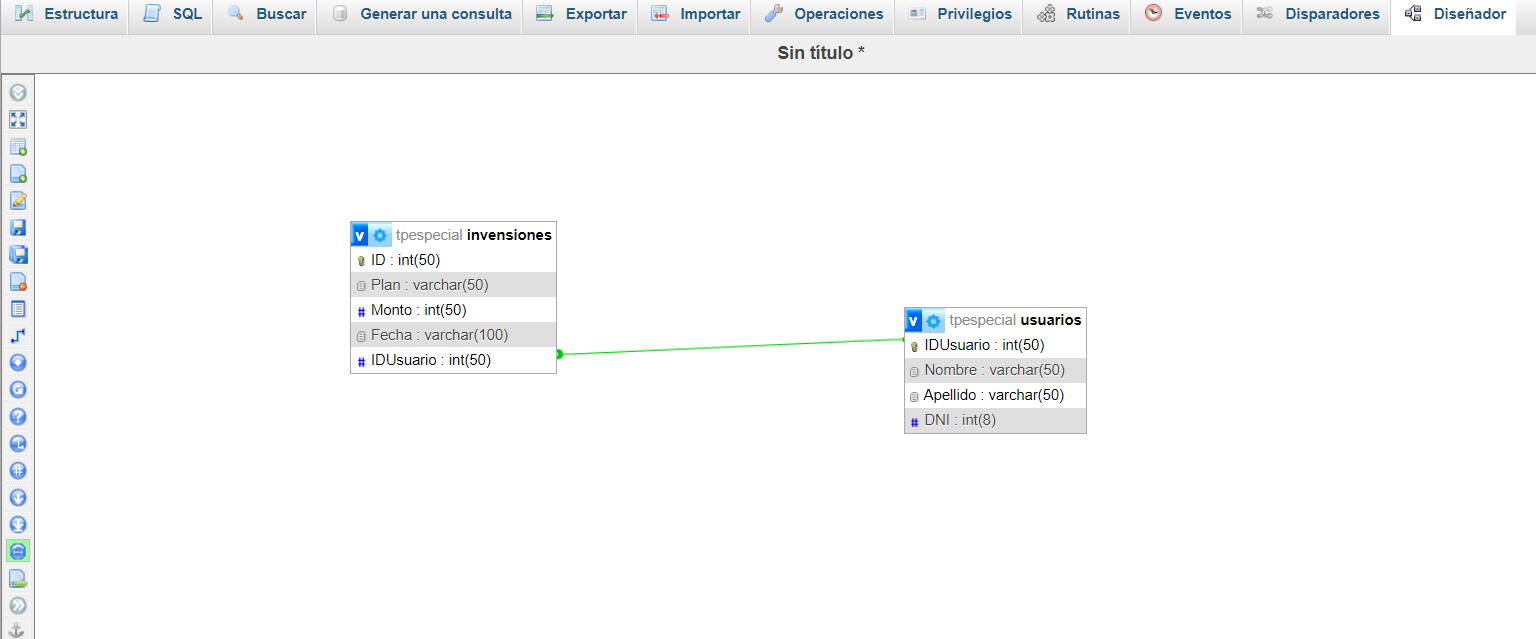 Estructura SQL Buscar Generar una consulta Exportar Importar Operaciones Privilegios Rutinas Eventos Disparadores Diseñador
Sin título *
v tpespecial invensiones
ID : int(50)
Plan : varchar(50)
# Monto : int(50)
Fecha : varchar(100)
# IDUsuario : int(50)
v tpespecial usuarios
IDUsuario : int(50)
Nombre : varchar(50)
Apellido : varchar(50)
# DNI : int(8)